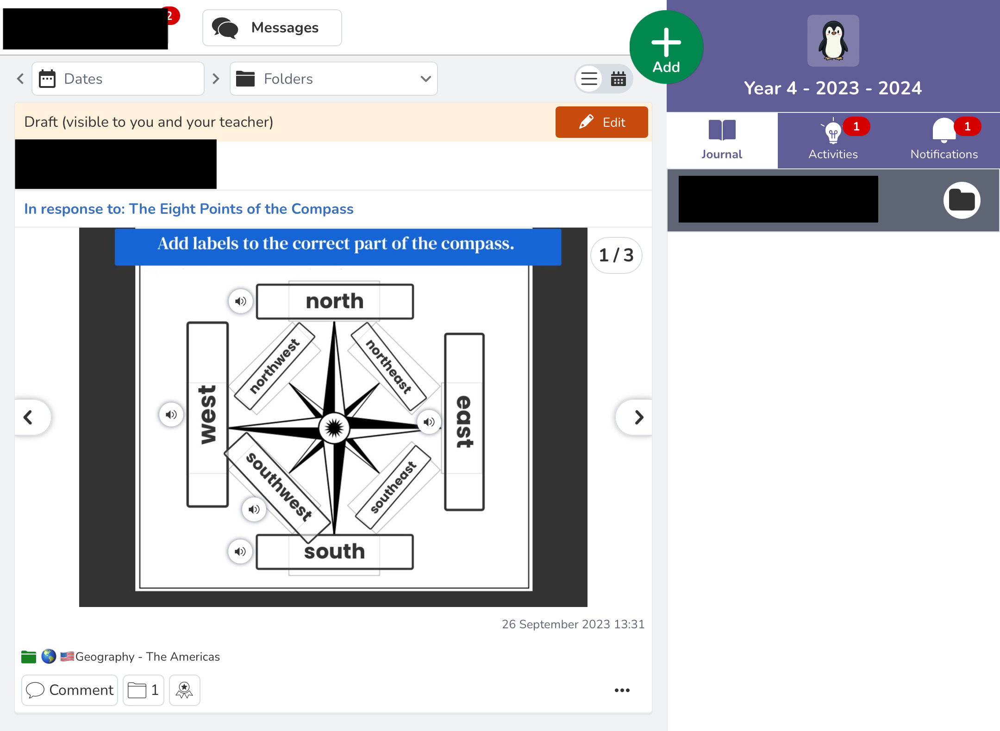 2
Messages
Add
Year 4 - 2023 - 2024
Dates
Folders
Draft (visible to you and your teacher)
Edit
Journal
1
Activities
1
Notifications
In response to: The Eight Points of the Compass
Add labels to the correct part of the compass.
1 / 3
north
northwest
northeast
west
east
southwest
southeast
south
26 September 2023 13:31
Geography - The Americas
Comment
1